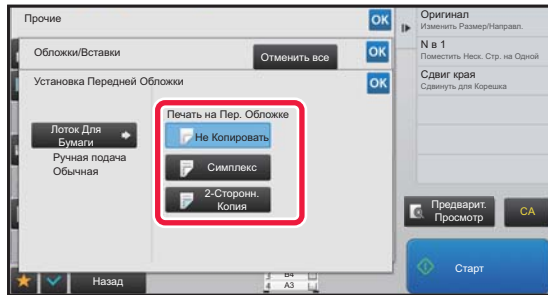 Прочие
OK
Обложки/Вставки
Отменить все
OK
Установка Передней Обложки
OK
Лоток Для
Бумаги
Ручная подача
Обычная
Печать на Пер. Обложке
Не Копировать
Симплекс
2-Сторонн.
Копия
Назад
B4
4 A3
Оригинал
Изменить Размер/Направл.
N в 1
Поместить Неск. Стр. на Одной
Сдвиг края
Сдвинуть для Корешка
Предварит.
Просмотр
CA
Старт